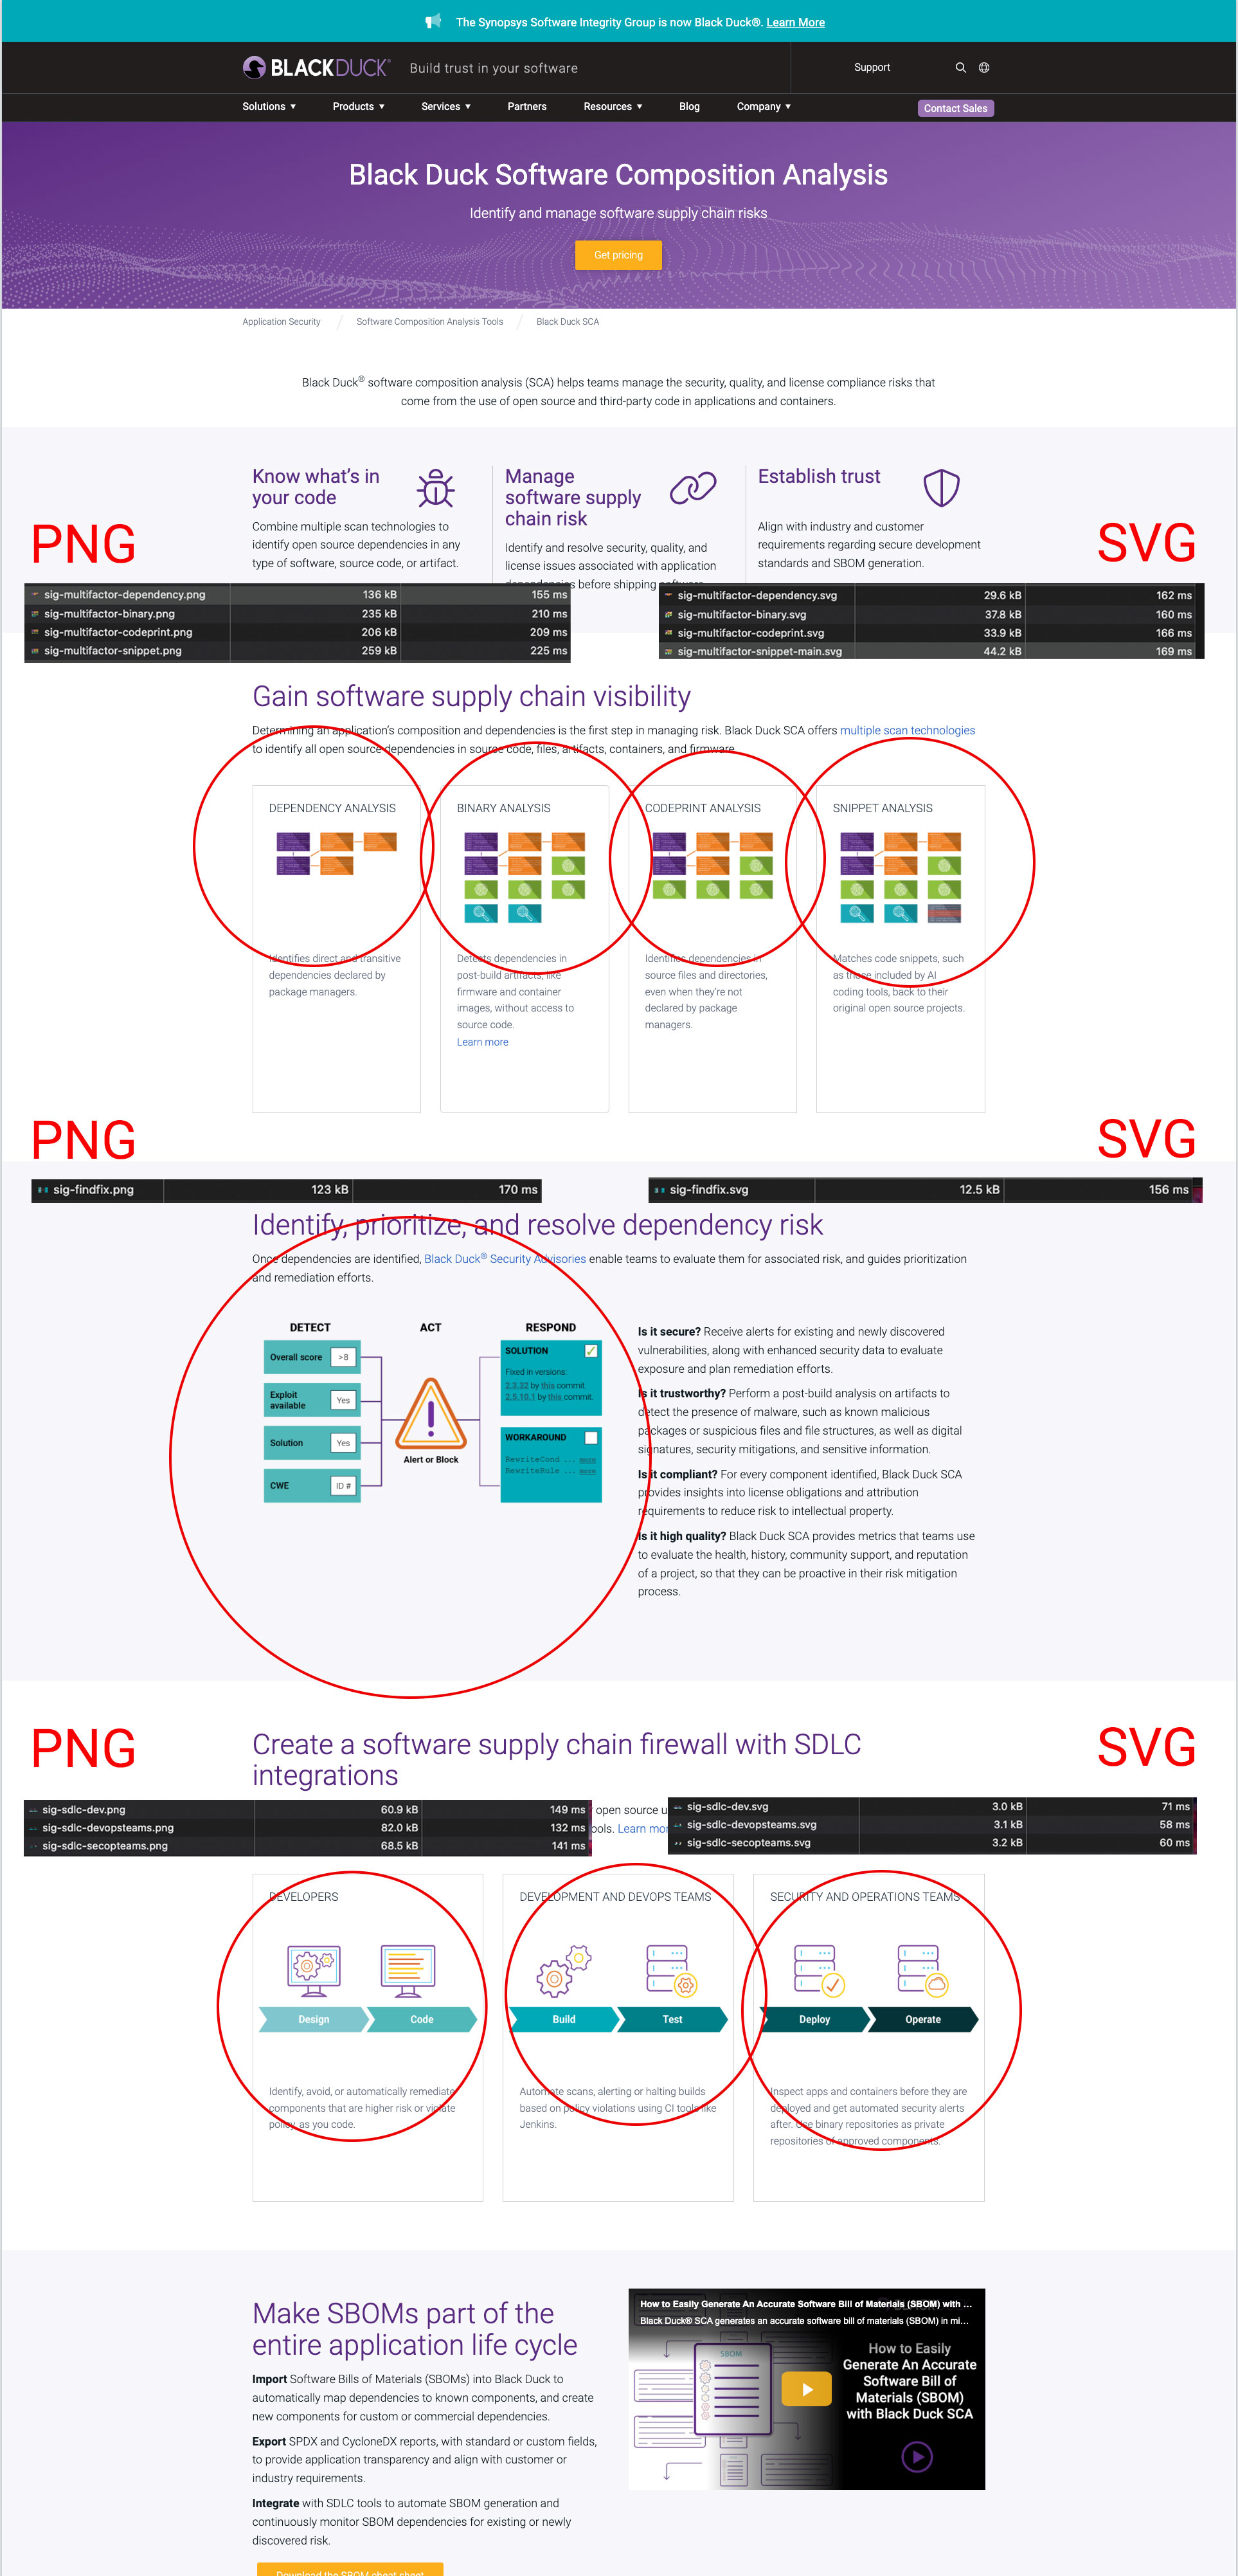 The Synopsys Software Integrity Group is now Black Duck®. Learn More
BLACKDUCK®
Build trust in your software
Support
Solutions ▼
Products ▼
Services ▼
Partners
Resources ▼
Blog
Company ▼
Contact Sales
Black Duck Software Composition Analysis
Identify and manage software supply chain risks
Get pricing
Application Security / Software Composition Analysis Tools / Black Duck SCA
Black Duck® software composition analysis (SCA) helps teams manage the security, quality, and license compliance risks that
come from the use of open source and third-party code in applications and containers.
Know what's in
your code
Combine multiple scan technologies to
identify open source dependencies in any
type of software, source code, or artifact.
Manage
software supply
chain risk
Identify and resolve security, quality, and
license issues associated with application
dependencies before shipping software.
Establish trust
Align with industry and customer
requirements regarding secure development
standards and SBOM generation.
PNG
sig-multifactor-dependency.png 136 kB 155 ms
sig-multifactor-binary.png 235 kB 210 ms
sig-multifactor-codeprint.png 206 kB 209 ms
sig-multifactor-snippet.png 259 kB 225 ms
SVG
sig-multifactor-dependency.svg 29.6 kB 162 ms
sig-multifactor-binary.svg 37.8 kB 160 ms
sig-multifactor-codeprint.svg 33.9 kB 166 ms
sig-multifactor-snippet-main.svg 44.2 kB 169 ms
Gain software supply chain visibility
Determining an application's composition and dependencies is the first step in managing risk. Black Duck SCA offers multiple scan technologies
to identify all open source dependencies in source code, files, artifacts, containers, and firmware.
DEPENDENCY ANALYSIS
Identifies direct and transitive
dependencies declared by
package managers.
BINARY ANALYSIS
Detects dependencies in
post-build artifacts, like
firmware and container
images, without access to
source code.
Learn more
CODEPRINT ANALYSIS
Identifies dependencies in
source files and directories,
even when they're not
declared by package
managers.
SNIPPET ANALYSIS
Matches code snippets, such
as those included by AI
coding tools, back to their
original open source projects.
PNG
sig-findfix.png 123 kB 170 ms
SVG
sig-findfix.svg 12.5 kB 156 ms
Identify, prioritize, and resolve dependency risk
Once dependencies are identified, Black Duck® Security Advisories enable teams to evaluate them for associated risk, and guides prioritization
and remediation efforts.
DETECT
Overall score >8
Exploit
available Yes
Solution Yes
CWE ID #
ACT
Alert or Block
RESPOND
SOLUTION
Fixed in versions:
2.3.32 by this commit.
2.5.10.1 by this commit.
WORKAROUND
RewriteCond ... more
RewriteRule ... more
Is it secure? Receive alerts for existing and newly discovered
vulnerabilities, along with enhanced security data to evaluate
exposure and plan remediation efforts.
Is it trustworthy? Perform a post-build analysis on artifacts to
detect the presence of malware, such as known malicious
packages or suspicious files and file structures, as well as digital
signatures, security mitigations, and sensitive information.
Is it compliant? For every component identified, Black Duck SCA
provides insights into license obligations and attribution
requirements to reduce risk to intellectual property.
Is it high quality? Black Duck SCA provides metrics that teams use
to evaluate the health, history, community support, and reputation
of a project, so that they can be proactive in their risk mitigation
process.
PNG
SVG
Create a software supply chain firewall with SDLC
integrations
sig-sdlc-dev.png 60.9 kB 149 ms
sig-sdlc-devopsteams.png 82.0 kB 132 ms
sig-sdlc-secopteams.png 68.5 kB 141 ms
open source
Learn
sig-sdlc-dev.svg 3.0 kB 71 ms
sig-sdlc-devopsteams.svg 3.1 kB 58 ms
sig-sdlc-secopteams.svg 3.2 kB 60 ms
DEVELOPERS
Design
Code
Identify, avoid, or automatically remediate
components that are higher risk or violate
policy, as you code.
DEVELOPMENT AND DEVOPS TEAMS
Build
Test
Automate scans, alerting or halting builds
based on policy violations using CI tools like
Jenkins.
SECURITY AND OPERATIONS TEAMS
Deploy
Operate
Inspect apps and containers before they are
deployed and get automated security alerts
after. Use binary repositories as private
repositories of approved components.
Make SBOMs part of the
entire application life cycle
Import Software Bills of Materials (SBOMs) into Black Duck to
automatically map dependencies to known components, and create
new components for custom or commercial dependencies.
Export SPDX and CycloneDX reports, with standard or custom fields,
to provide application transparency and align with customer or
industry requirements.
Integrate with SDLC tools to automate SBOM generation and
continuously monitor SBOM dependencies for existing or newly
discovered risk.
Download the SBOM cheat sheet
How to Easily Generate An Accurate Software Bill of Materials (SBOM) with ...
Black Duck® SCA generates an accurate software bill of materials (SBOM) in mi...
SBOM
How to Easily
Generate An Accurate
Software Bill of
Materials (SBOM)
with Black Duck SCA